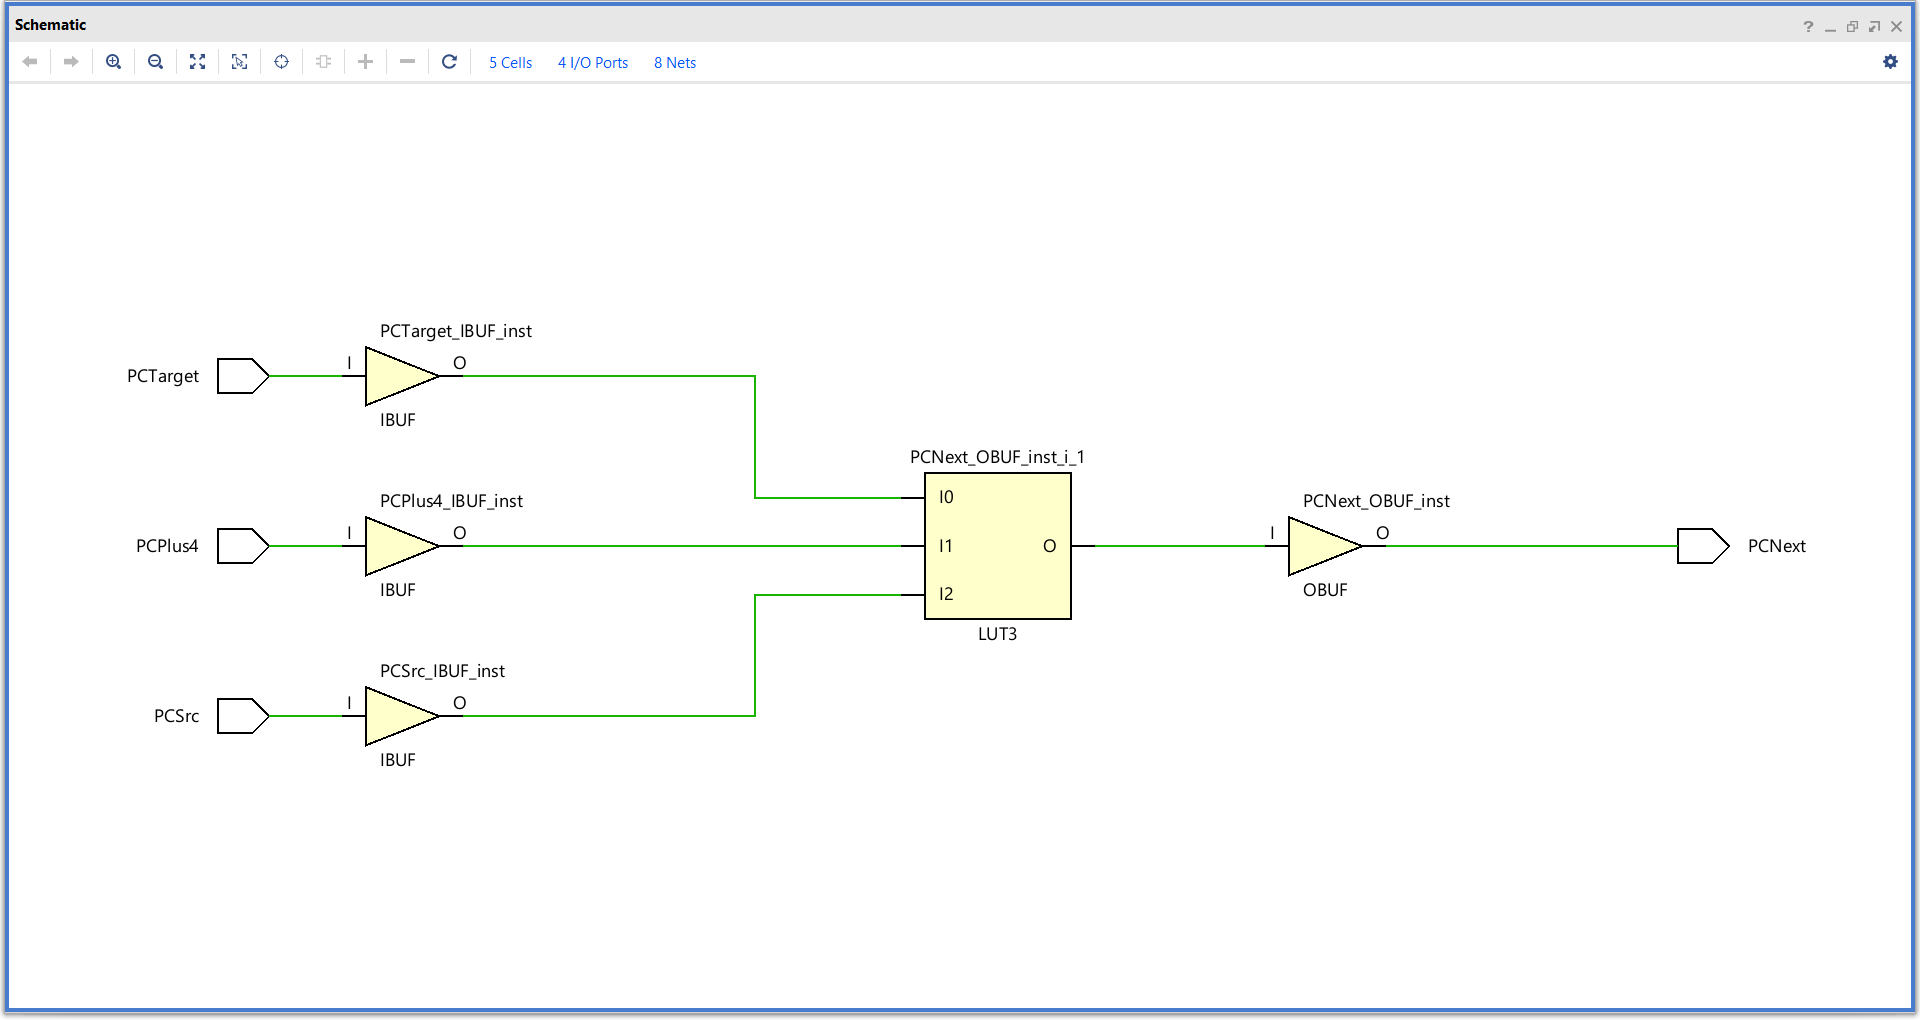 Schematic
5 Cells 4 I/O Ports 8 Nets
PCTarget_IBUF_inst
PCTarget I O
IBUF
PCNext_OBUF_inst_i_1
I0
PCPlus4_IBUF_inst
PCNext_OBUF_inst
PCPlus4 I O
I1 O
I O PCNext
IBUF
I2
OBUF
LUT3
PCSrc_IBUF_inst
PCSrc I O
IBUF